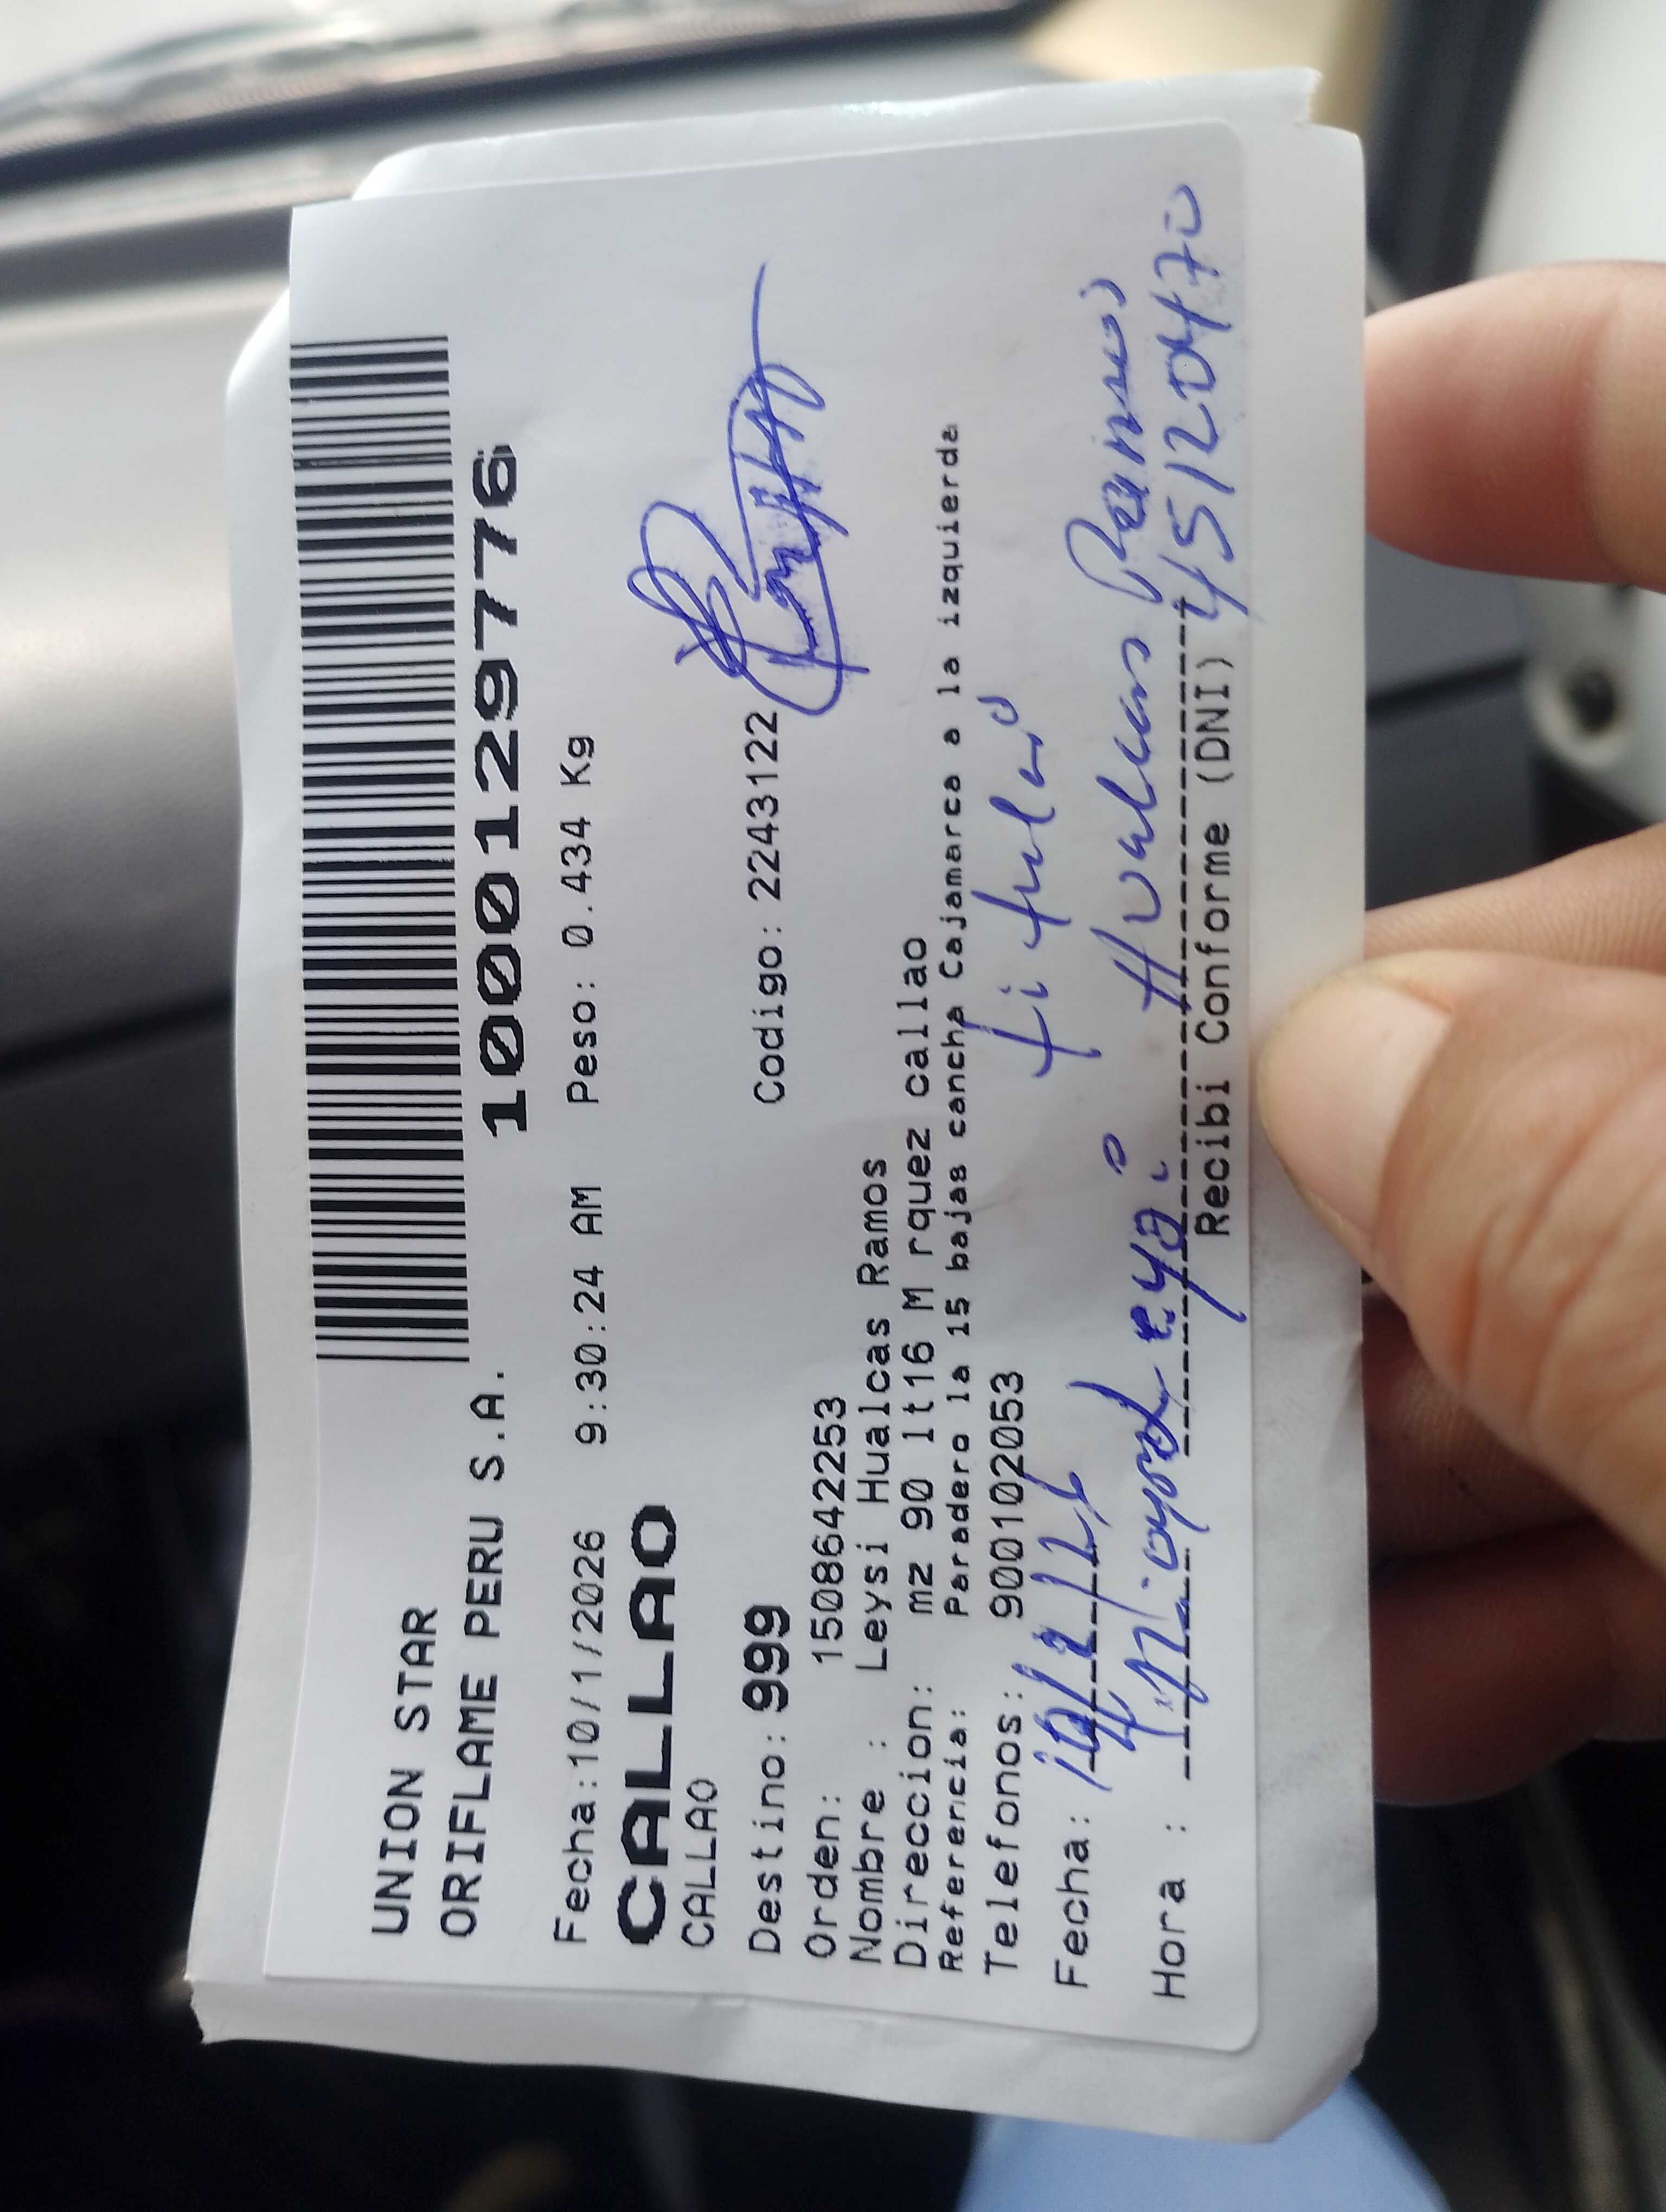 UNION STAR
ORIFLAME PERU S.A.
1000129776
Fecha:10/1/2026 9:30:24 AM Peso: 0.434 Kg
CALLAO
CALLAO
Destino: 999 Codigo: 2243122
Orden: 1508642253
Nombre : Leysi Hualcas Ramos
Direccion: mz 90 lt16 M rquez callao
Referencia: Paradero la 15 bajas cancha Cajamarca a la izquierda
Telefonos: 900102053
titular
Fecha:
Hualcas Ramos
Hora : 45120470
Recibi Conforme (DNI)